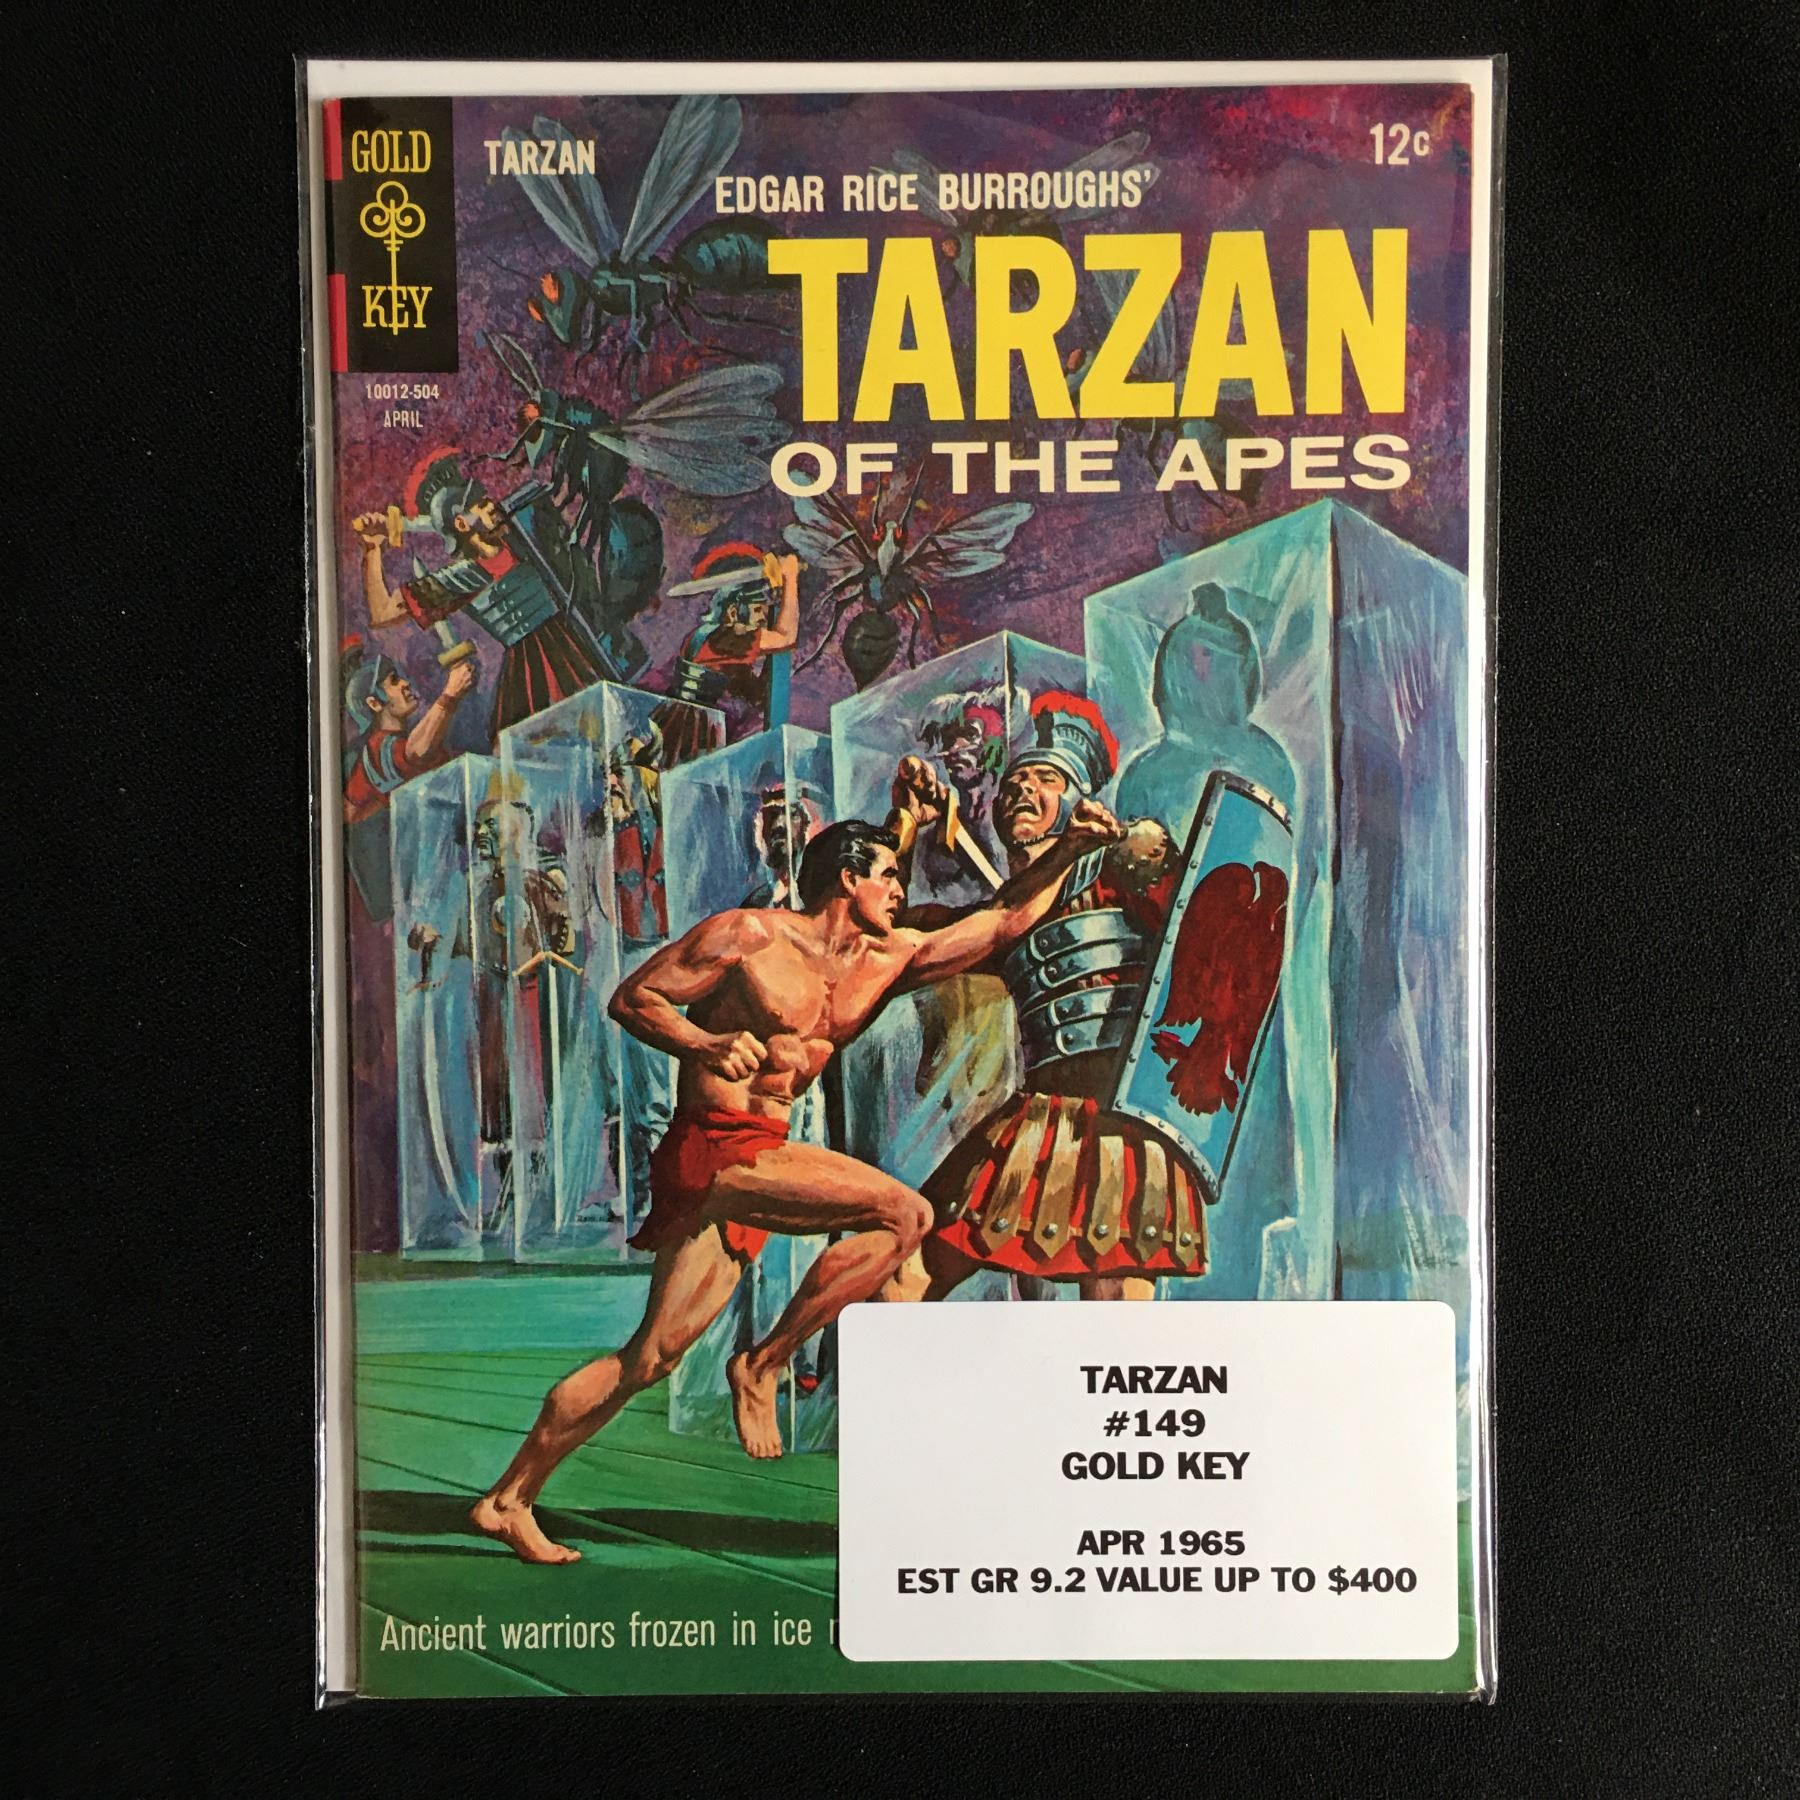 GOLD
KEY
TARZAN
12¢
EDGAR RICE BURROUGHS'
TARZAN
OF THE APES
10012-504
APRIL
TARZAN
#149
GOLD KEY
APR 1965
EST GR 9.2 VALUE UP TO $400
Ancient warriors frozen in ice